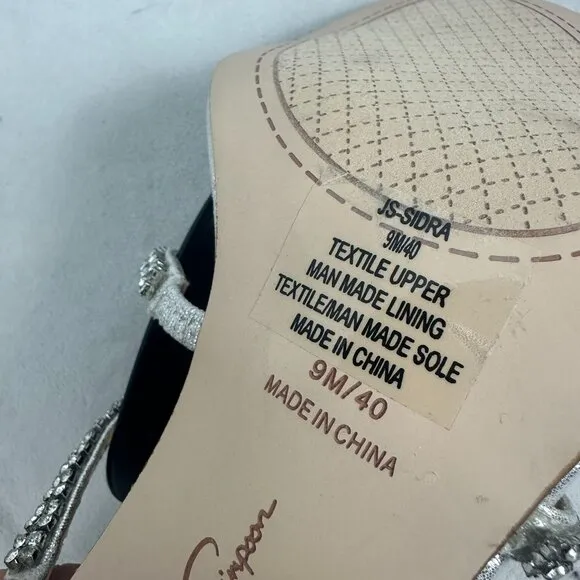 JS-SIDRA
9M/40
TEXTILE UPPER
MAN MADE LINING
TEXTILE/MAN MADE SOLE
MADE IN CHINA
9M/40
MADE IN CHINA
Simpson